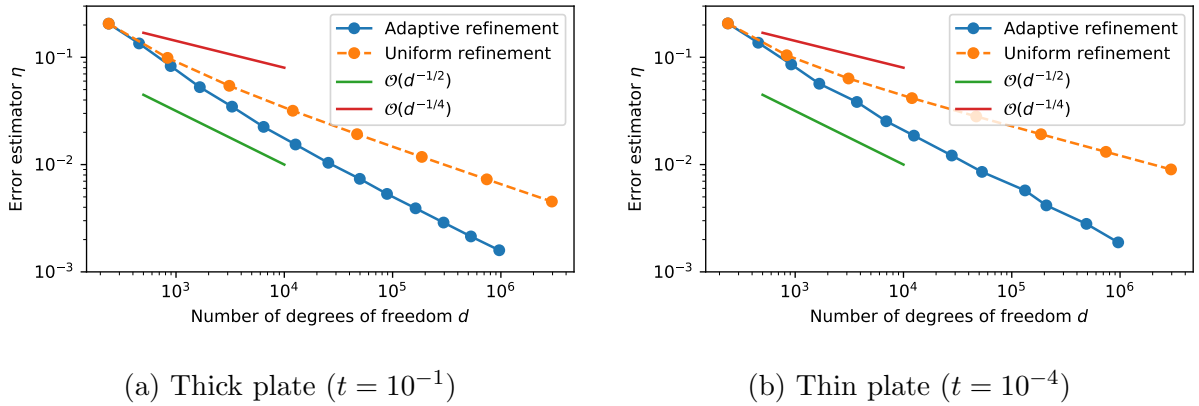 Error estimator η
10⁻¹
10⁻²
10⁻³
10³
10⁴
10⁵
10⁶
Number of degrees of freedom d
Adaptive refinement
Uniform refinement
𝒪(d⁻¹/²)
𝒪(d⁻¹/⁴)
(a) Thick plate (t = 10⁻¹)
Error estimator η
10⁻¹
10⁻²
10⁻³
10³
10⁴
10⁵
10⁶
Number of degrees of freedom d
Adaptive refinement
Uniform refinement
𝒪(d⁻¹/²)
𝒪(d⁻¹/⁴)
(b) Thin plate (t = 10⁻⁴)